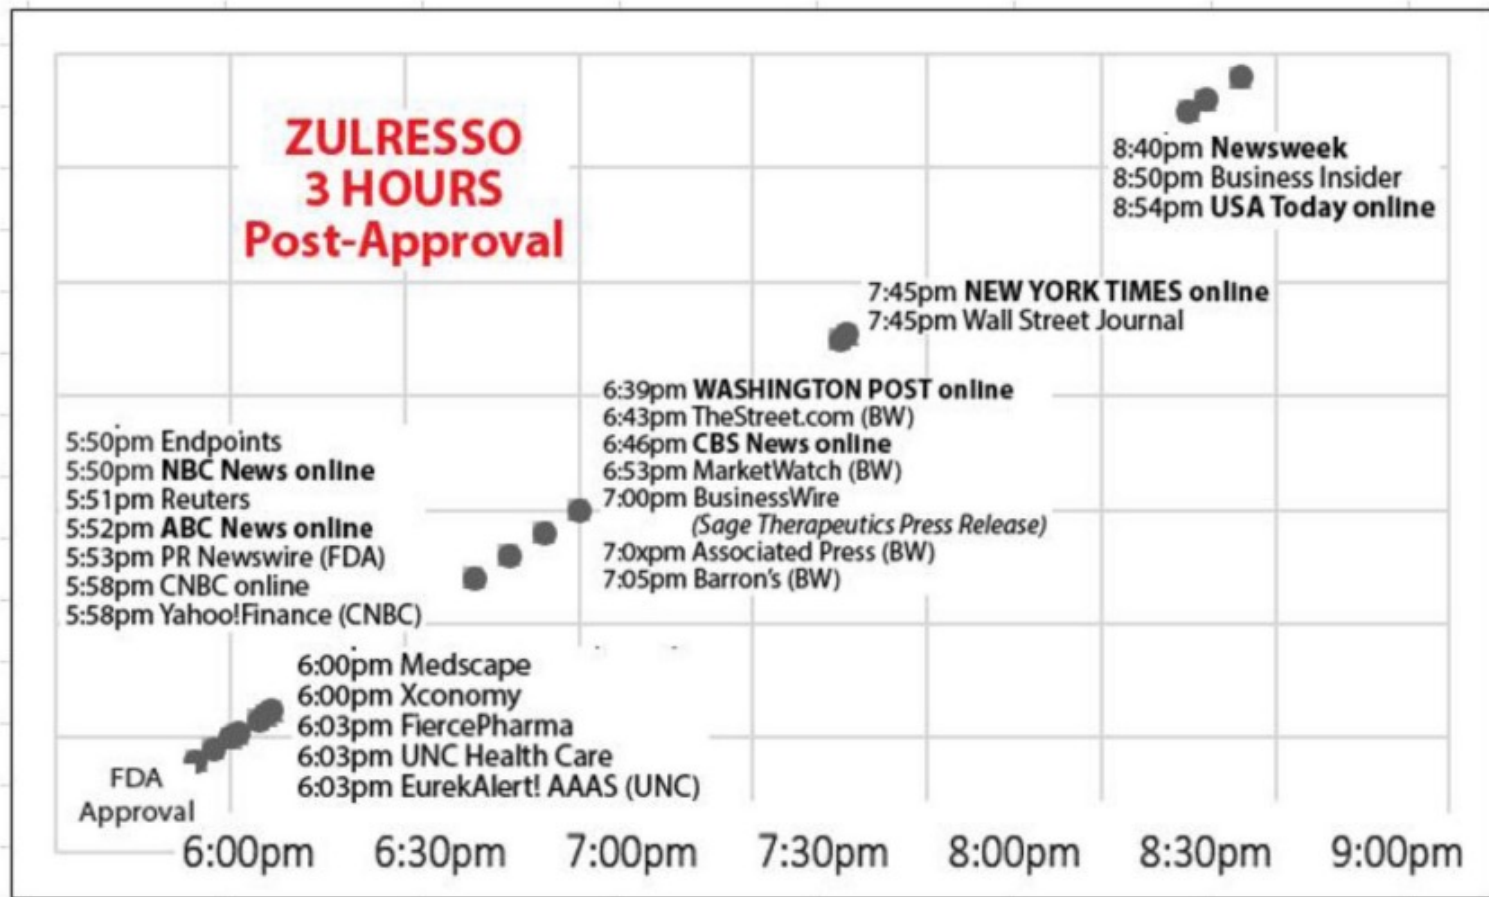 ZULRESSO
3 HOURS
Post-Approval
8:40pm Newsweek
8:50pm Business Insider
8:54pm USA Today online
7:45pm NEW YORK TIMES online
7:45pm Wall Street Journal
6:39pm WASHINGTON POST online
6:43pm TheStreet.com (BW)
6:46pm CBS News online
6:53pm MarketWatch (BW)
7:00pm BusinessWire
(Sage Therapeutics Press Release)
7:0xpm Associated Press (BW)
7:05pm Barron's (BW)
5:50pm Endpoints
5:50pm NBC News online
5:51pm Reuters
5:52pm ABC News online
5:53pm PR Newswire (FDA)
5:58pm CNBC online
5:58pm Yahoo!Finance (CNBC)
6:00pm Medscape
6:00pm Xconomy
6:03pm FiercePharma
6:03pm UNC Health Care
6:03pm EurekAlert! AAAS (UNC)
FDA
Approval
6:00pm 6:30pm 7:00pm 7:30pm 8:00pm 8:30pm 9:00pm